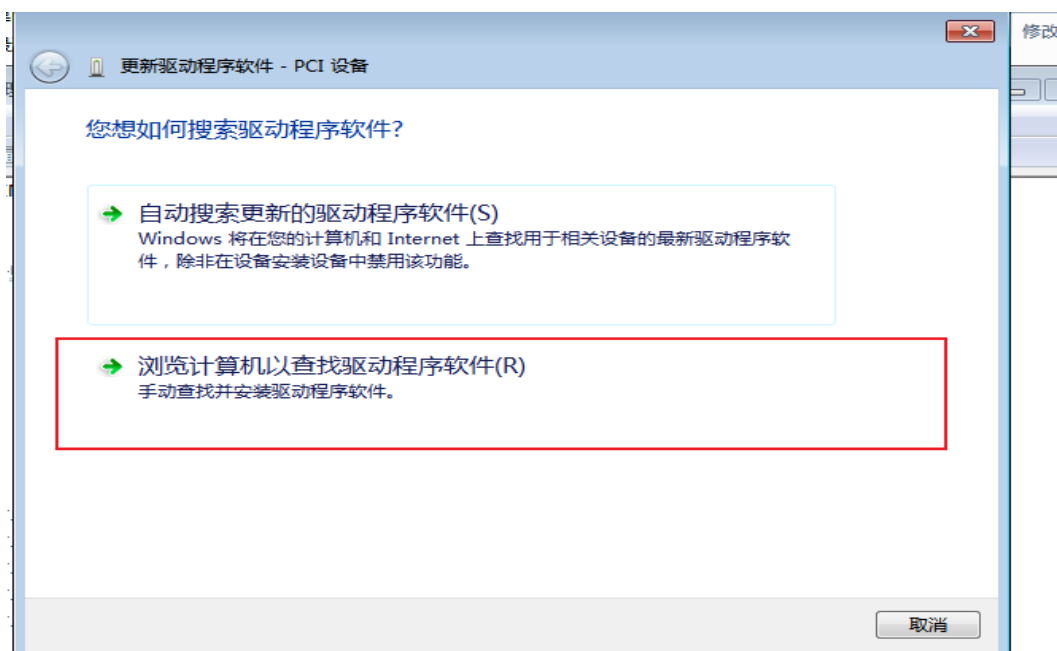 修改
更新驱动程序软件 - PCI 设备
您想如何搜索驱动程序软件?
自动搜索更新的驱动程序软件(S)
Windows 将在您的计算机和 Internet 上查找用于相关设备的最新驱动程序软
件，除非在设备安装设备中禁用该功能。
浏览计算机以查找驱动程序软件(R)
手动查找并安装驱动程序软件。
取消